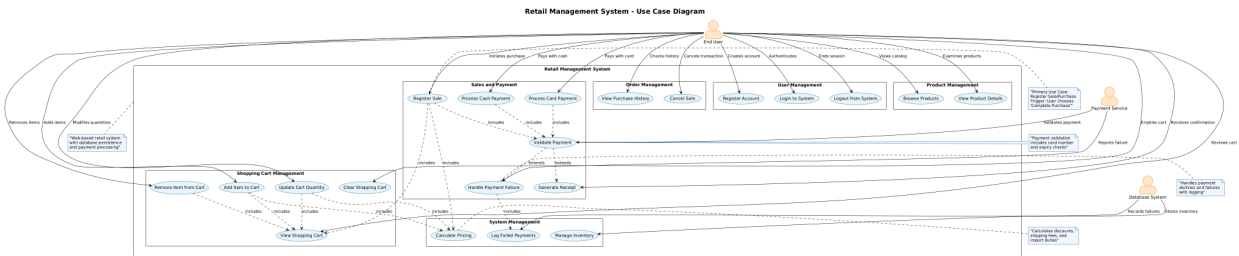 Retail Management System - Use Case Diagram
End User
Initiates purchase
Pays with cash
Pays with card
Checks history
Cancels transaction
Creates account
Authenticates
Ends session
Views catalog
Examines products
Retail Management System
Sales and Payment
Order Management
User Management
Product Management
Register Sale
Process Cash Payment
Process Card Payment
View Purchase History
Cancel Sale
Register Account
Login to System
Logout from System
Browse Products
View Product Details
"Primary Use Case:
Register Sale/Purchase
Trigger: User chooses
'Complete Purchase'"
Payment Service
Removes items
Adds items
Modifies quantities
includes
includes
includes
Validates payment
Empties cart
Receives confirmation
"Web-based retail system
with database persistence
and payment processing"
Validate Payment
"Payment validation
includes card number
and expiry checks"
Reports failure
Reviews cart
includes
includes
extends
extends
Shopping Cart Management
Remove Item from Cart
Add Item to Cart
Update Cart Quantity
Clear Shopping Cart
Handle Payment Failure
Generate Receipt
"Handles payment
declines and failures
with logging"
Database System
includes
includes
includes
includes
includes
includes
Records failures
Stores inventory
System Management
View Shopping Cart
Calculate Pricing
Log Failed Payments
Manage Inventory
"Calculates discounts,
shipping fees, and
import duties"